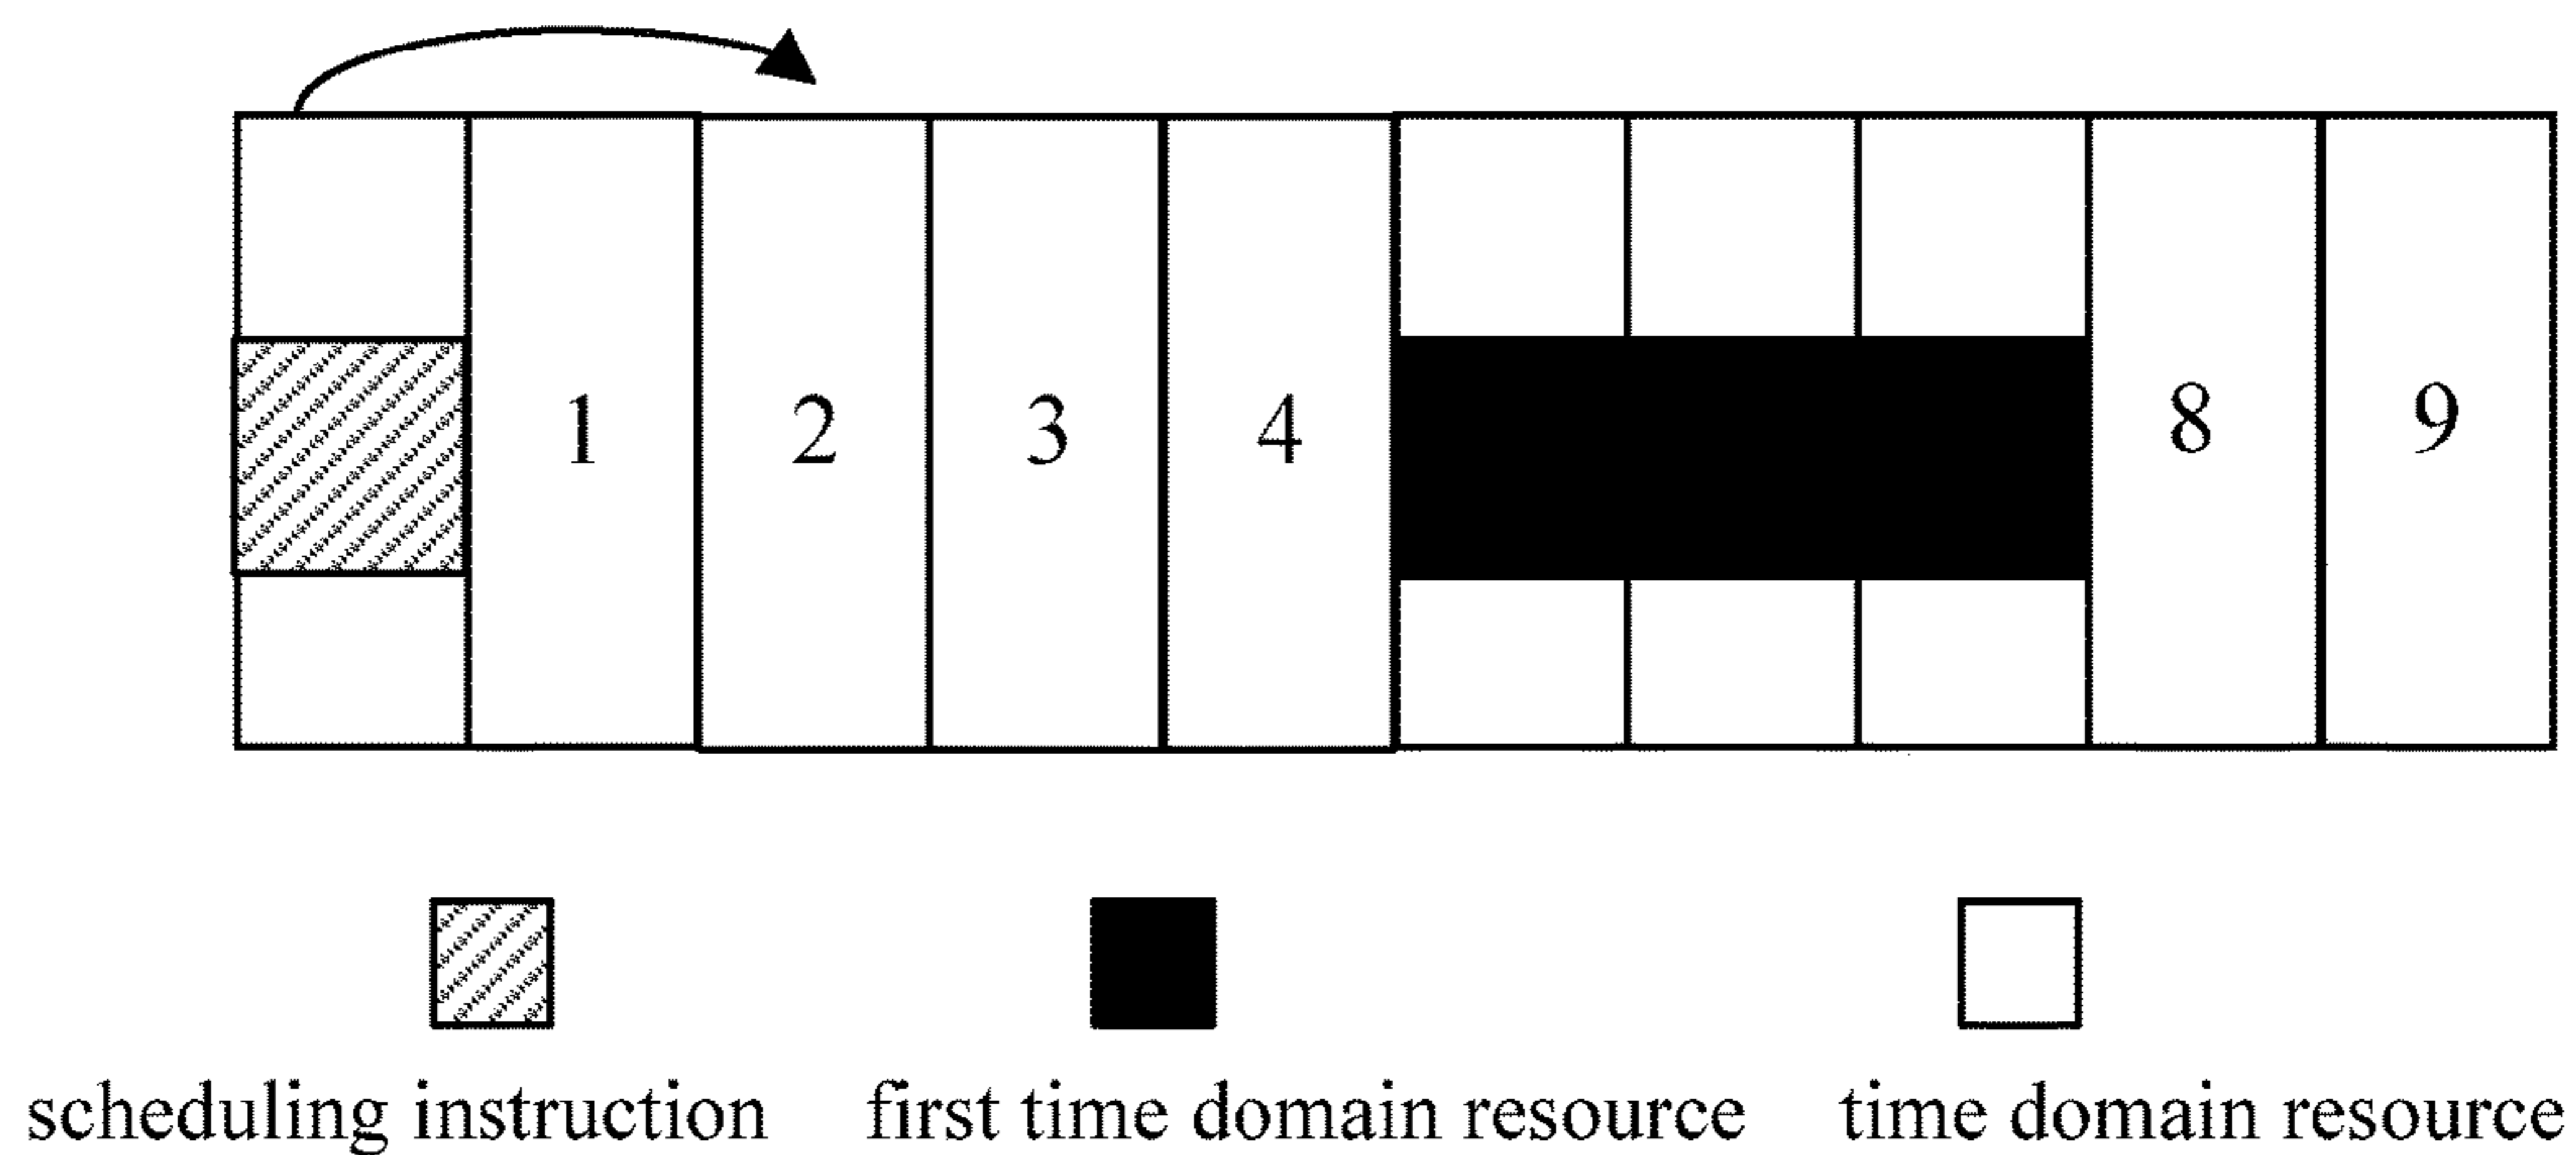 1 2 3 4 8 9
scheduling instruction first time domain resource time domain resource